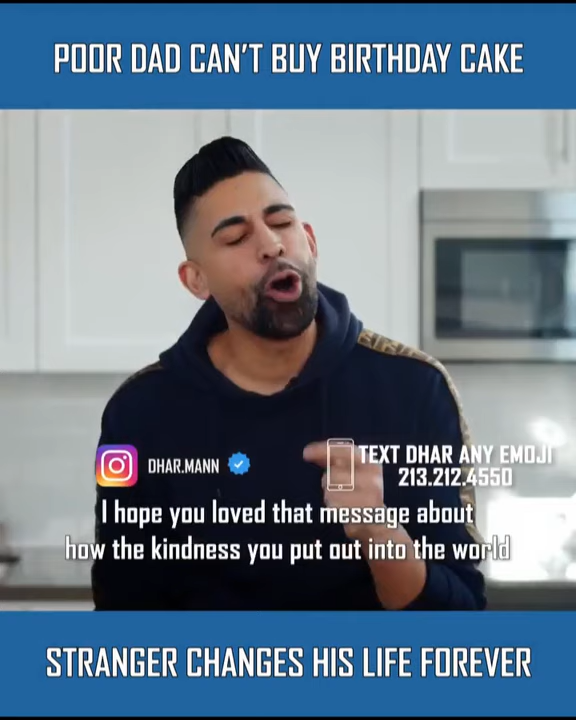 POOR DAD CAN'T BUY BIRTHDAY CAKE
DHAR.MANN
TEXT DHAR ANY EMOJI
213.212.4550
I hope you loved that message about
how the kindness you put out into the world
STRANGER CHANGES HIS LIFE FOREVER